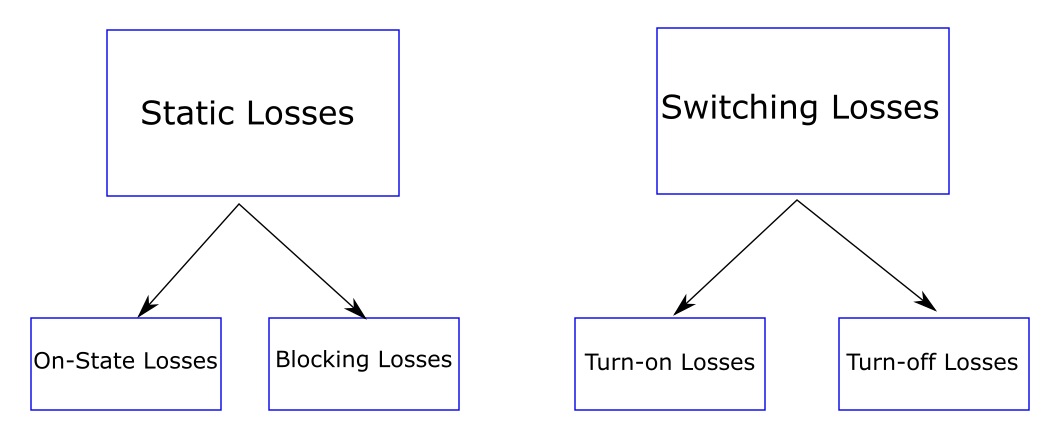 Static Losses
Switching Losses
On-State Losses
Blocking Losses
Turn-on Losses
Turn-off Losses